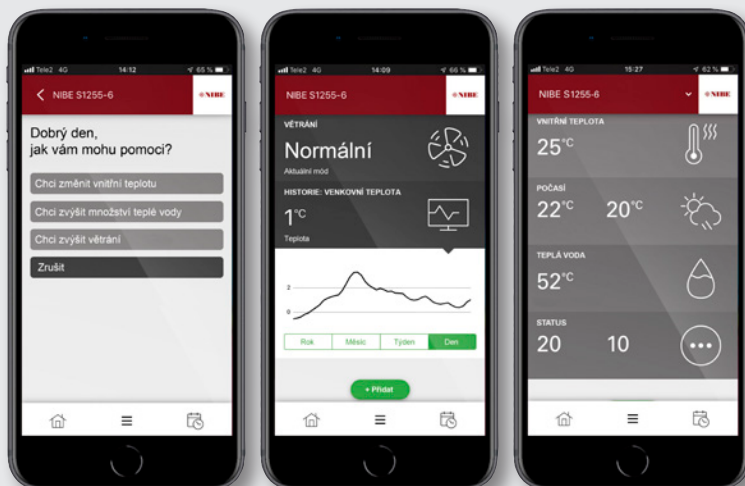 Tele2 4G 14:12 65 %
NIBE S1255-6
NIBE
Dobrý den,
jak vám mohu pomoci?
Chci změnit vnitřní teplotu
Chci zvýšit množství teplé vody
Chci zvýšit větrání
Zrušit
Tele2 4G 14:09 66 %
NIBE S1255-6
NIBE
VĚTRÁNÍ
Normální
Aktuální mód
HISTORIE: VENKOVNÍ TEPLOTA
1°C
Teplota
2
0
Rok Měsíc Týden Den
+ Přidat
Tele2 4G 15:27 62 %
NIBE S1255-6
NIBE
VNITŘNÍ TEPLOTA
25°C
POČASÍ
22°C 20°C
TEPLÁ VODA
52°C
STATUS
20 10